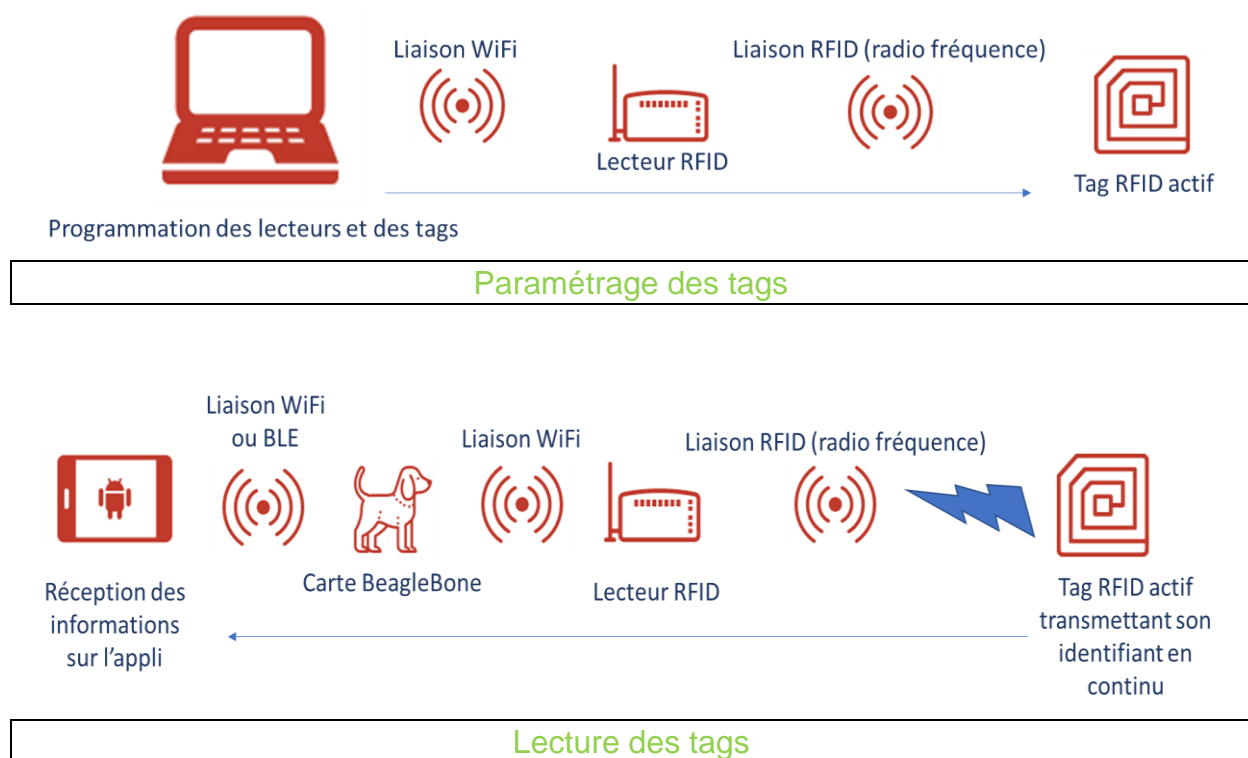 Liaison WiFi
Liaison RFID (radio fréquence)
Lecteur RFID
Tag RFID actif
Programmation des lecteurs et des tags
Paramétrage des tags
Liaison WiFi
ou BLE
Liaison WiFi
Liaison RFID (radio fréquence)
Carte BeagleBone
Lecteur RFID
Réception des
informations
sur l'appli
Tag RFID actif
transmettant son
identifiant en
continu
Lecture des tags